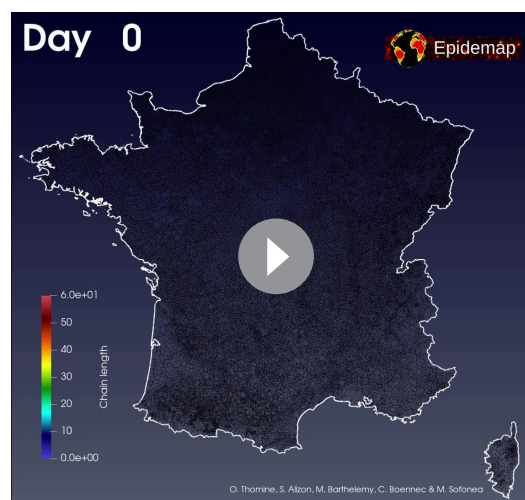 Day 0
Epidemap
6.0e+01
50
40
30
20
10
0.0e+00
Chain length
O. Thomine, S. Alizon, M. Barthelemy, C. Boennec & M. Sofonea